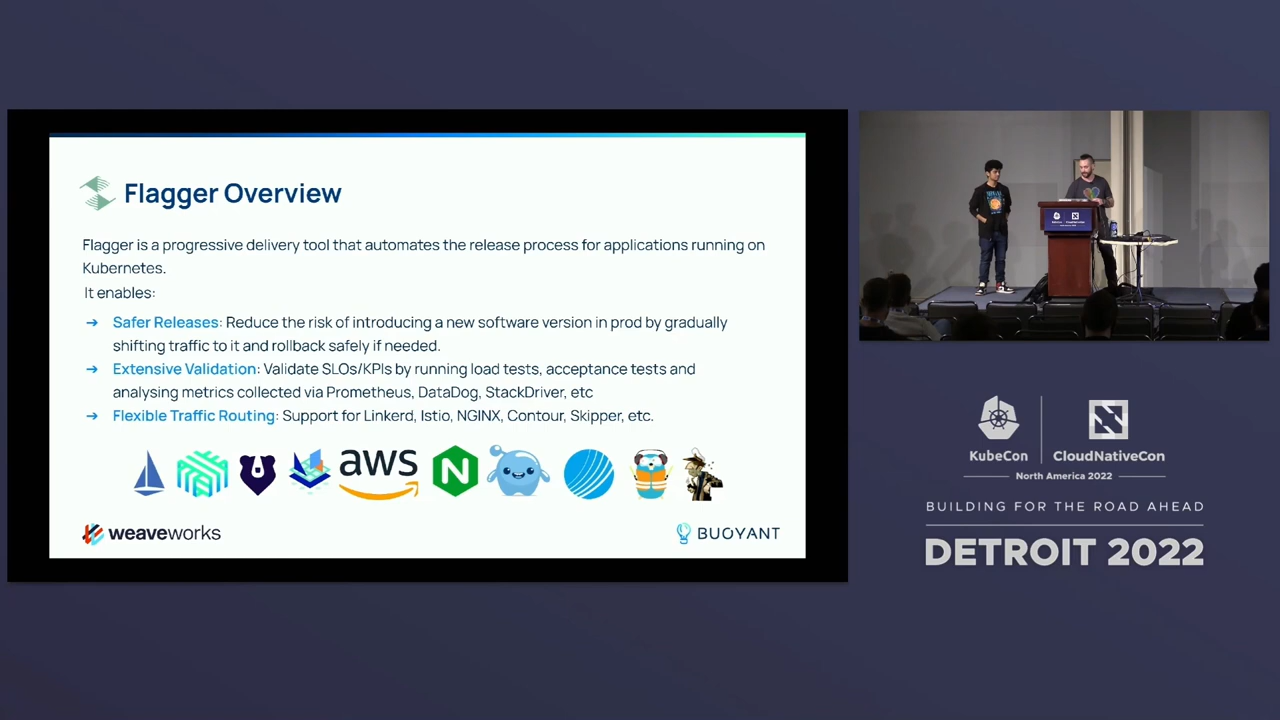 Flagger Overview
Flagger is a progressive delivery tool that automates the release process for applications running on
Kubernetes.
It enables:
➔ Safer Releases: Reduce the risk of introducing a new software version in prod by gradually
shifting traffic to it and rollback safely if needed.
➔ Extensive Validation: Validate SLOs/KPIs by running load tests, acceptance tests and
analysing metrics collected via Prometheus, DataDog, StackDriver, etc
➔ Flexible Traffic Routing: Support for Linkerd, Istio, NGINX, Contour, Skipper, etc.
aws
N
weaveworks
BUOYANT
KubeCon
CloudNativeCon
North America 2022
BUILDING FOR THE ROAD AHEAD
DETROIT 2022